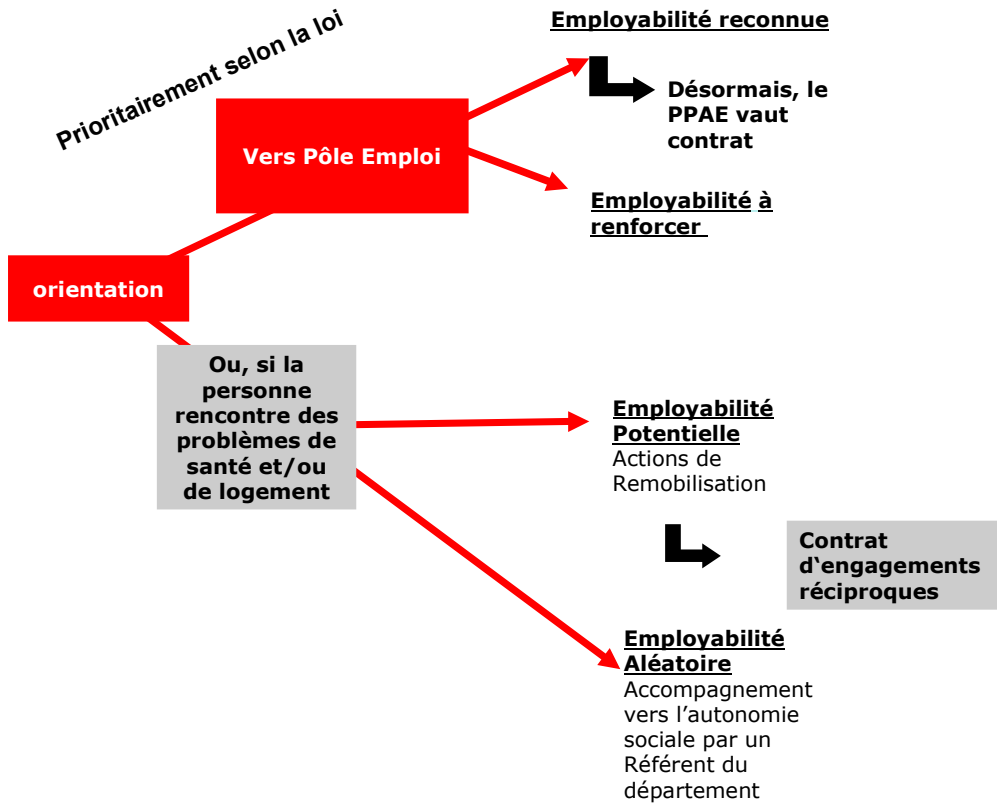 Employabilité reconnue
Prioritairement selon la loi
Désormais, le
PPAE vaut
contrat
Vers Pôle Emploi
Employabilité à
renforcer
orientation
Ou, si la
personne
rencontre des
problèmes de
santé et/ou
de logement
Employabilité
Potentielle
Actions de
Remobilisation
Contrat
d‘engagements
réciproques
Employabilité
Aléatoire
Accompagnement
vers l’autonomie
sociale par un
Référent du
département